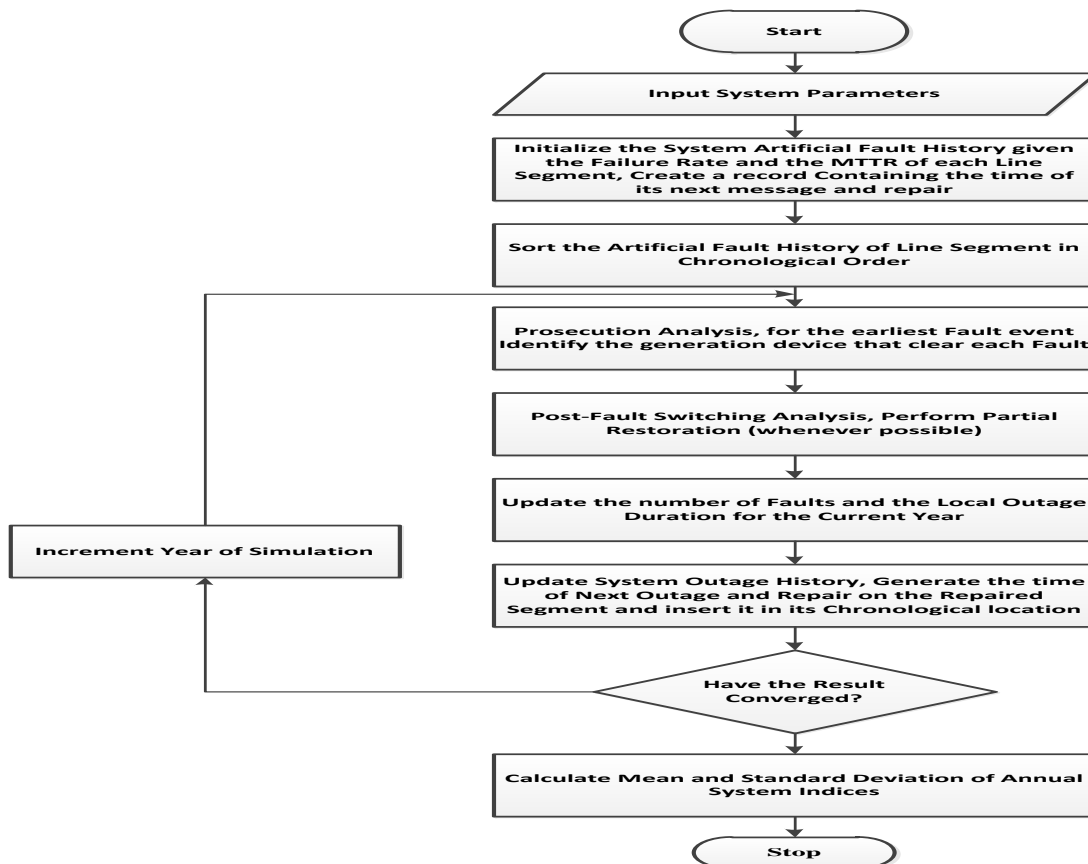 Start
Input System Parameters
Initialize the System Artificial Fault History given
the Failure Rate and the MTTR of each Line
Segment, Create a record Containing the time of
its next message and repair
Sort the Artificial Fault History of Line Segment in
Chronological Order
Prosecution Analysis, for the earliest Fault event
Identify the generation device that clear each Fault
Post-Fault Switching Analysis, Perform Partial
Restoration (whenever possible)
Update the number of Faults and the Local Outage
Duration for the Current Year
Increment Year of Simulation
Update System Outage History, Generate the time
of Next Outage and Repair on the Repaired
Segment and insert it in its Chronological location
Have the Result
Converged?
Calculate Mean and Standard Deviation of Annual
System Indices
Stop